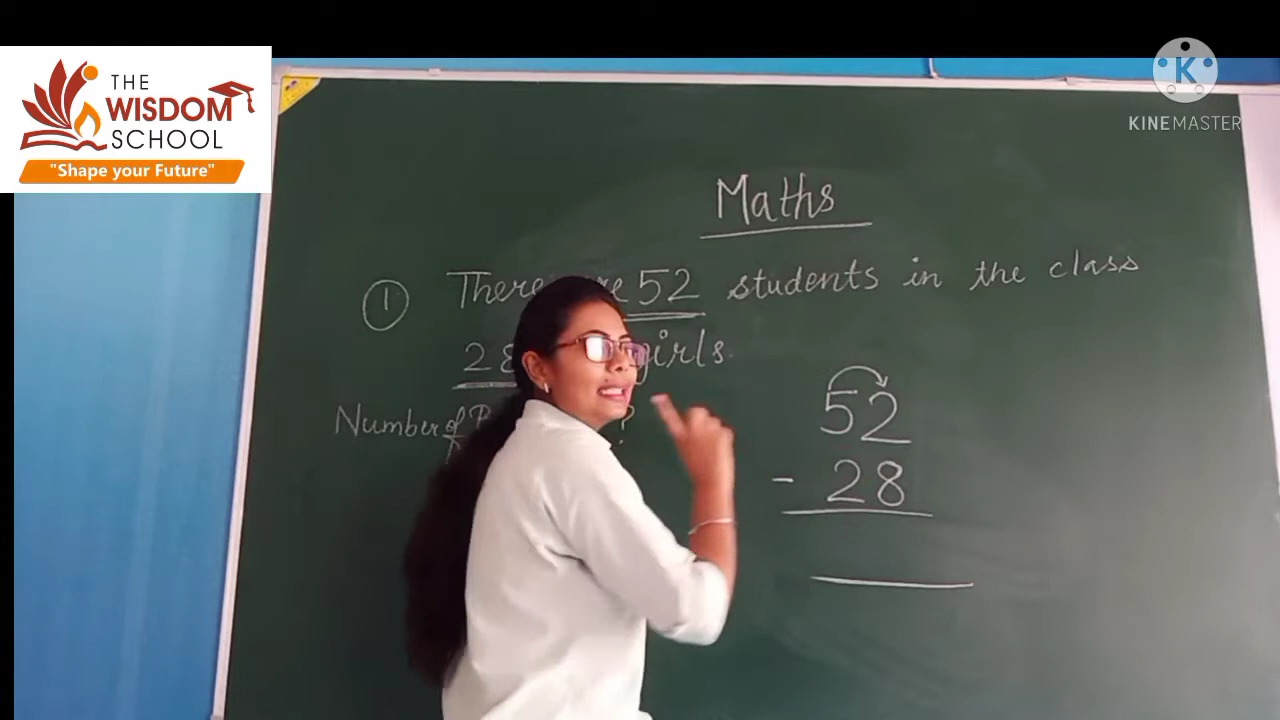 THE
WISDOM
SCHOOL
"Shape your Future"
K
KINEMASTER
Maths
① There 52 students in the class
28 girls.
Number of ?
52
- 28